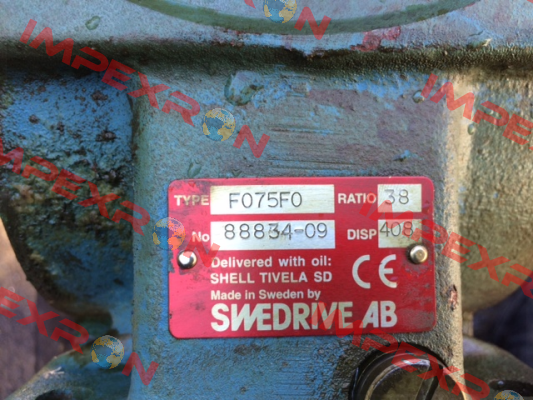 TYPE F075F0 RATIO 38
No 88834-09 DISP 408
Delivered with oil:
SHELL TIVELA SD
Made in Sweden by
SWEDRIVE AB
CE
IMPEXRON